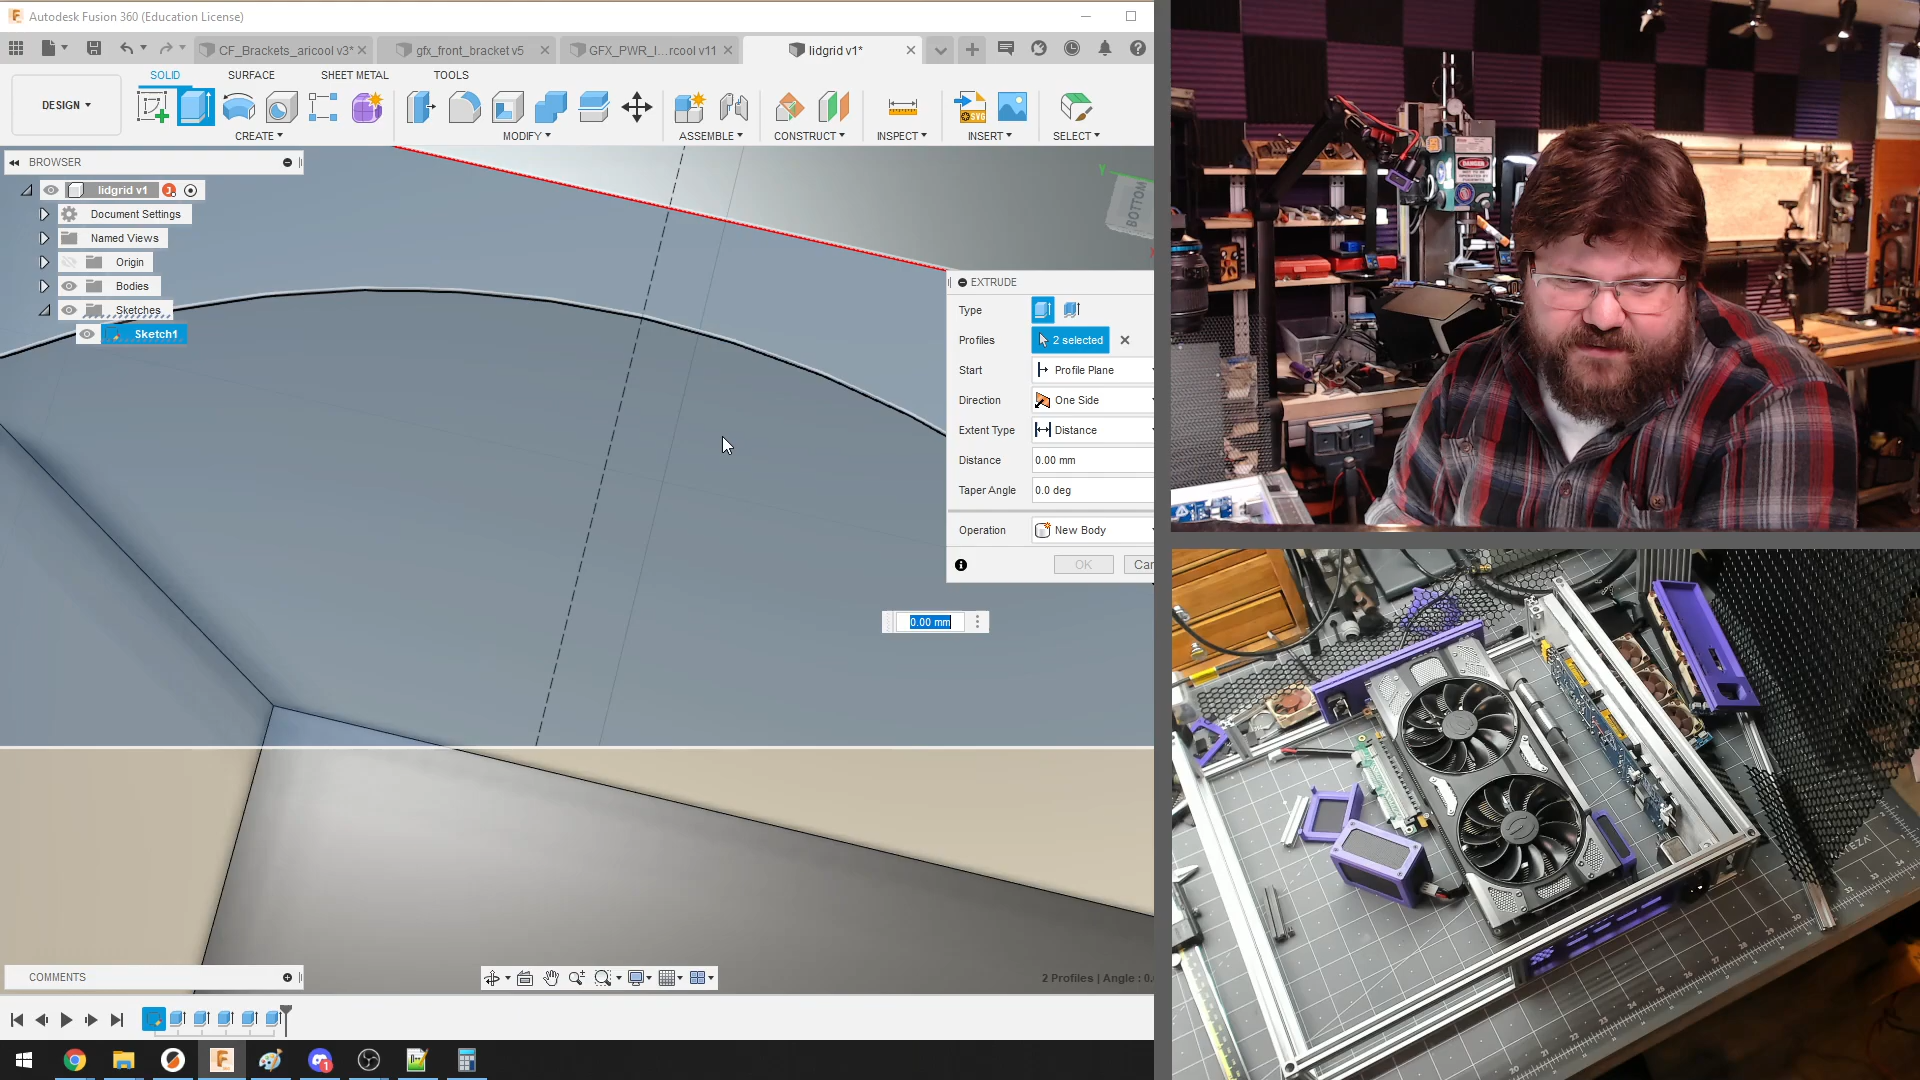 Autodesk Fusion 360 (Education License)
CF_Brackets_aricool v3*
gfx_front_bracket v5
GFX_PWR_I...rcool v11
lidgrid v1*
SOLID
SURFACE
SHEET METAL
TOOLS
DESIGN
CREATE
MODIFY
ASSEMBLE
CONSTRUCT
INSPECT
INSERT
SELECT
BROWSER
lidgrid v1
Document Settings
Named Views
Origin
Bodies
Sketches
Sketch1
BOTTOM
Y
EXTRUDE
Type
Profiles
2 selected
Start
Profile Plane
Direction
One Side
Extent Type
Distance
Distance
0.00 mm
Taper Angle
0.0 deg
Operation
New Body
OK
Can
0.00 mm
COMMENTS
2 Profiles | Angle : 0.
DANGER